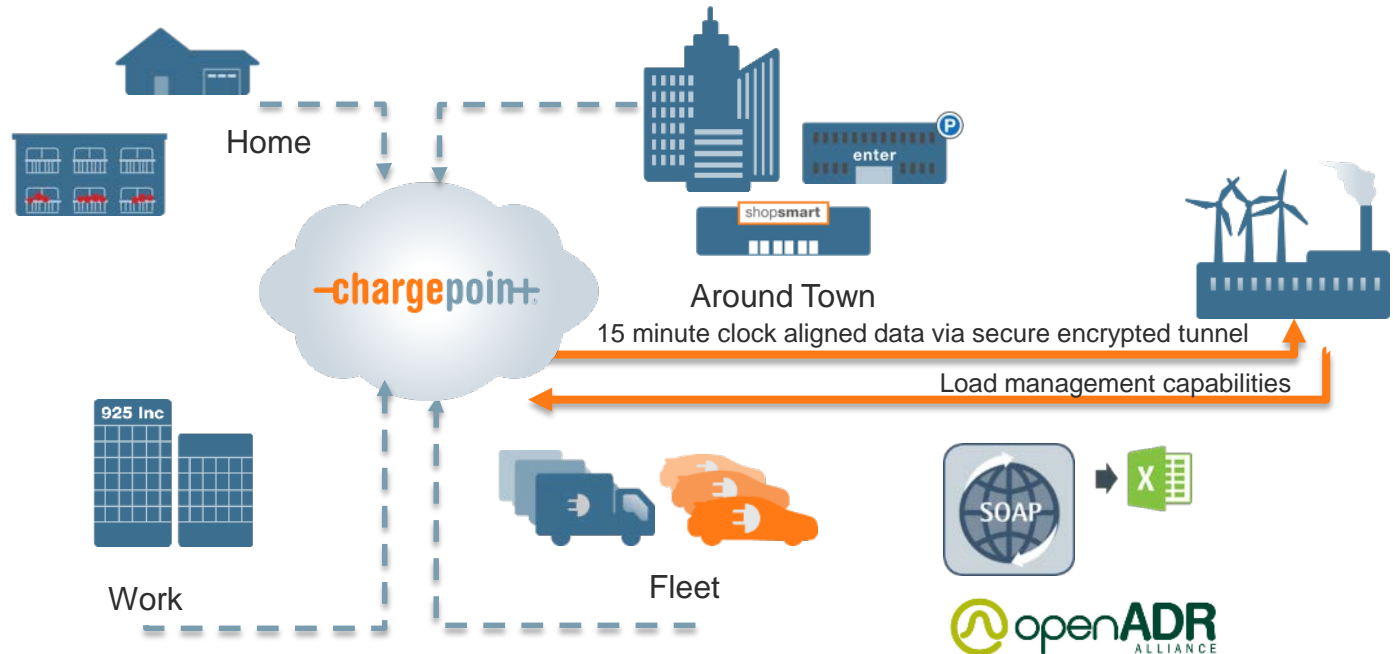 Home
P
enter
shopsmart
chargepoint®
Around Town
15 minute clock aligned data via secure encrypted tunnel
Load management capabilities
925 Inc
SOAP
X
Work
Fleet
openADR
ALLIANCE